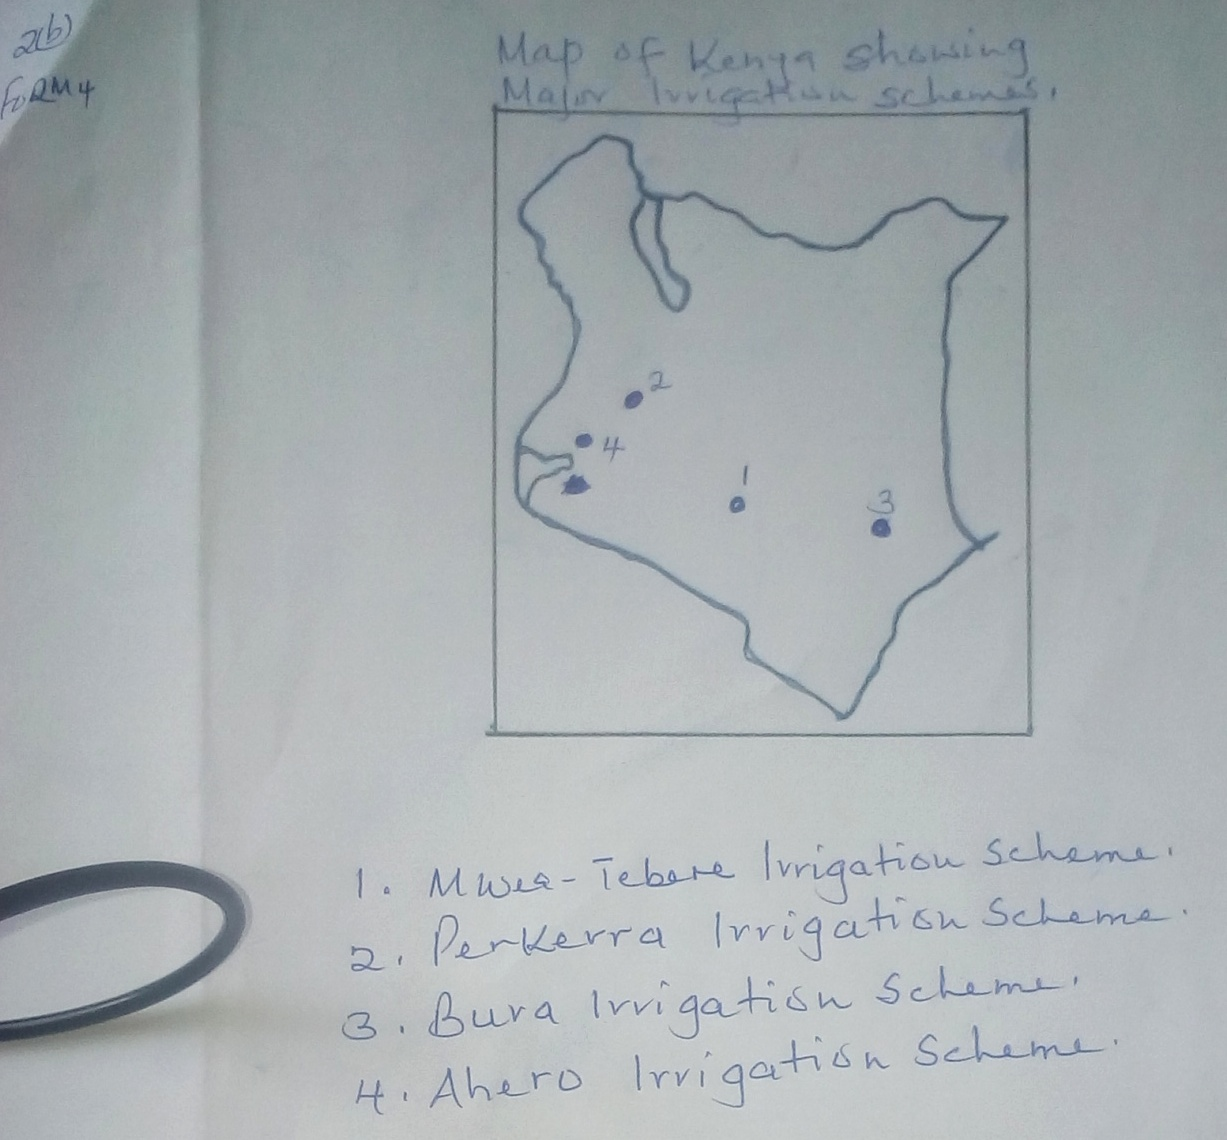 2(b)
FORM 4
Map of Kenya showing
Major Irrigation schemes.
2
4
1
3
1. Mwea-Tebere Irrigation Scheme.
2. Perkerra Irrigation Scheme.
3. Bura Irrigation Scheme.
4. Ahero Irrigation Scheme.